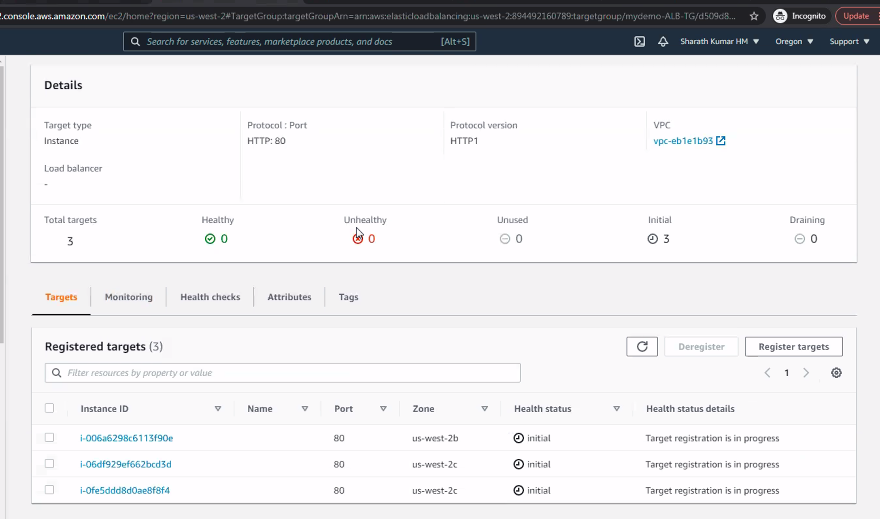 2.console.aws.amazon.com/ec2/home?region=us-west-2#TargetGroup:targetGroupArn=arn:aws:elasticloadbalancing:us-west-2:894492160789:targetgroup/mydemo-ALB-TG/d509d8... Incognito Update
Search for services, features, marketplace products, and docs [Alt+S] Sharath Kumar HM Oregon Support
Details
Target type Protocol : Port Protocol version VPC
Instance HTTP: 80 HTTP1 vpc-eb1e1b93
Load balancer
-
Total targets Healthy Unhealthy Unused Initial Draining
3 0 0 0 3 0
Targets Monitoring Health checks Attributes Tags
Registered targets (3) Deregister Register targets
Filter resources by property or value 1
Instance ID Name Port Zone Health status Health status details
i-006a6298c6113f90e 80 us-west-2b initial Target registration is in progress
i-06df929ef662bcd3d 80 us-west-2c initial Target registration is in progress
i-0fe5ddd8d0ae8f8f4 80 us-west-2c initial Target registration is in progress